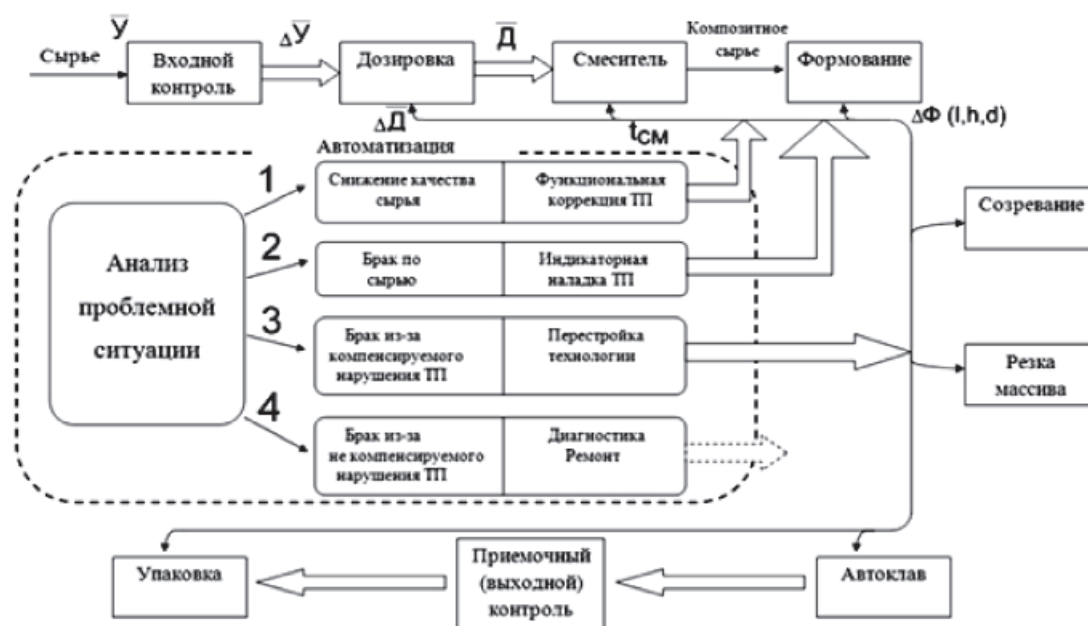 У̅
ΔУ̅
Д̅
Композитное
сырье
Сырье
Входной
контроль
Дозировка
Смеситель
Формование
ΔД̅
tсм
ΔФ (l,h,d)
Автоматизация
1
Снижение качества
сырья
Функциональная
коррекция ТП
Созревание
Анализ
проблемной
ситуации
2
Брак по
сырью
Индикаторная
наладка ТП
3
Брак из-за
компенсируемого
нарушения ТП
Перестройка
технологии
Резка
массива
4
Брак из-за
не компенсируемого
нарушения ТП
Диагностика
Ремонт
Упаковка
Приемочный
(выходной)
контроль
Автоклав